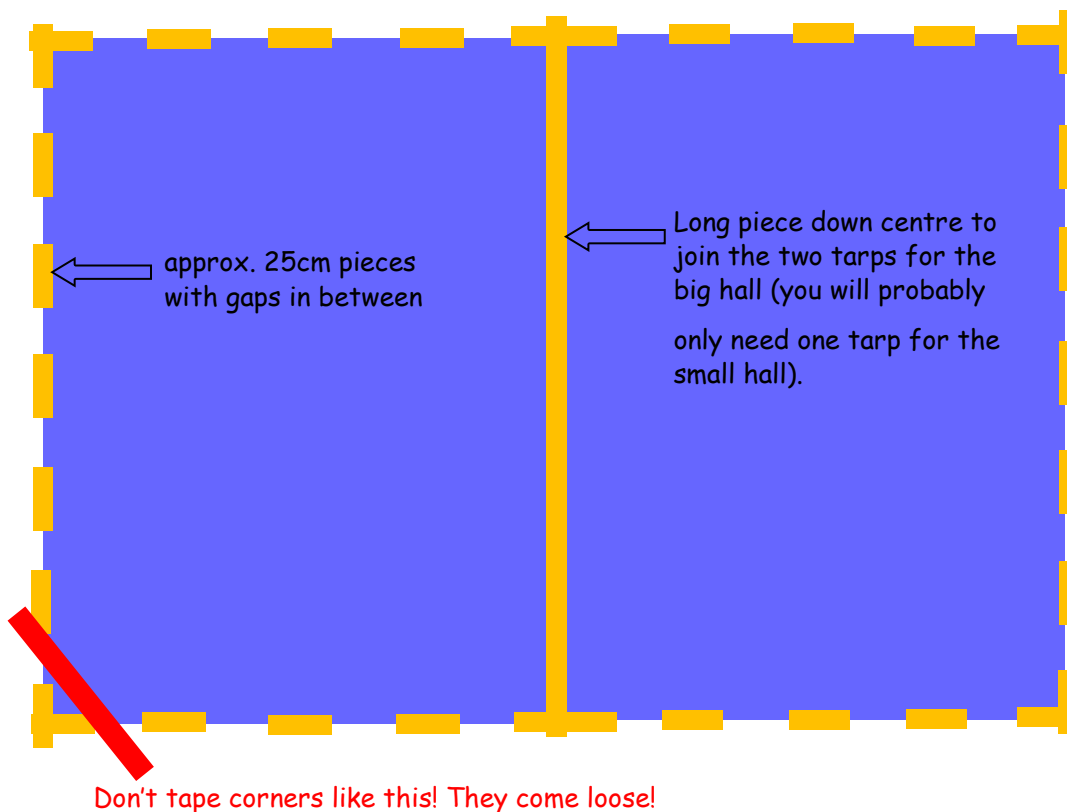 Long piece down centre to
join the two tarps for the
big hall (you will probably
only need one tarp for the
small hall).
approx. 25cm pieces
with gaps in between
Don't tape corners like this! They come loose!